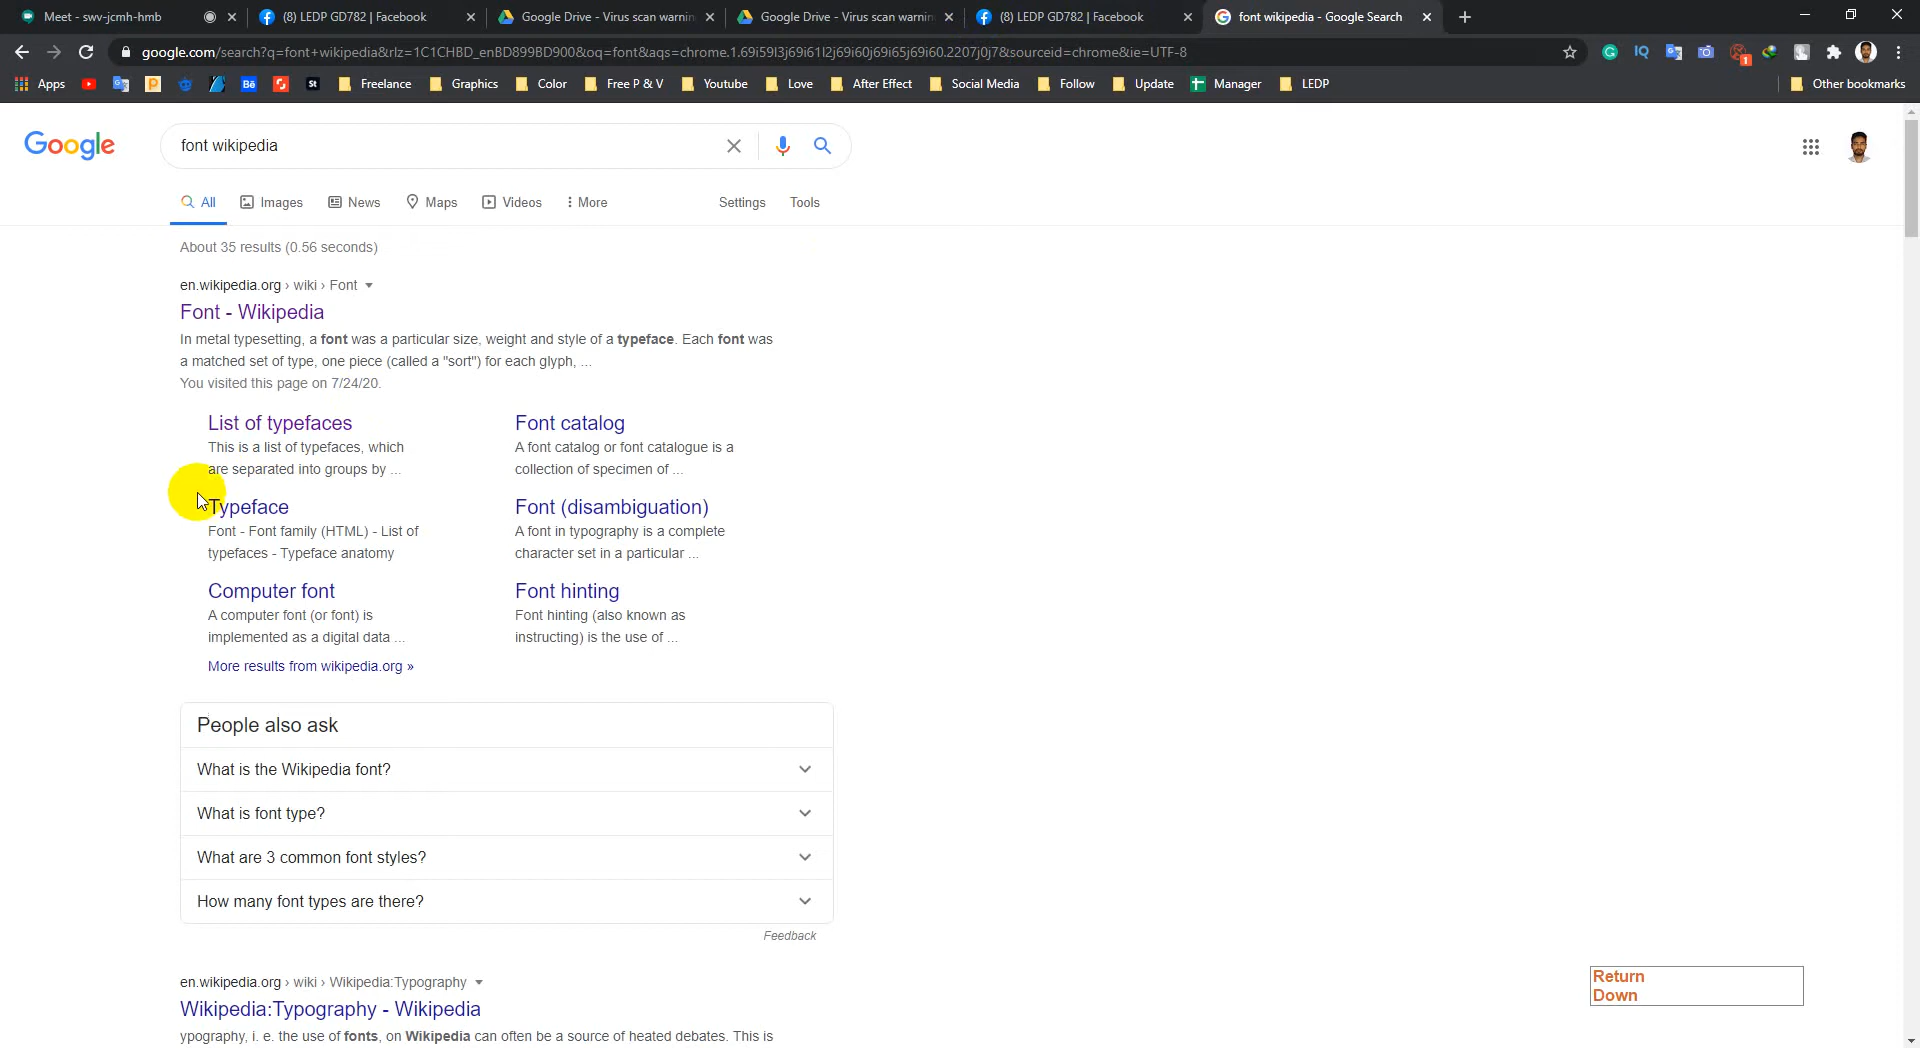 Meet - swv-jcmh-hmb
(8) LEDP GD782 | Facebook
Google Drive - Virus scan warnin
Google Drive - Virus scan warnin
(8) LEDP GD782 | Facebook
font wikipedia - Google Search
google.com/search?q=font+wikipedia&rlz=1C1CHBD_enBD899BD900&oq=font&aqs=chrome.1.69i59l3j69i61l2j69i60j69i65j69i60.2207j0j7&sourceid=chrome&ie=UTF-8
Apps
Freelance
Graphics
Color
Free P & V
Youtube
Love
After Effect
Social Media
Follow
Update
Manager
LEDP
Other bookmarks
Google
font wikipedia
All
Images
News
Maps
Videos
More
Settings
Tools
About 35 results (0.56 seconds)
en.wikipedia.org › wiki › Font
Font - Wikipedia
In metal typesetting, a font was a particular size, weight and style of a typeface. Each font was
a matched set of type, one piece (called a "sort") for each glyph, ...
You visited this page on 7/24/20.
List of typefaces
This is a list of typefaces, which
are separated into groups by ...
Font catalog
A font catalog or font catalogue is a
collection of specimen of ...
Typeface
Font - Font family (HTML) - List of
typefaces - Typeface anatomy
Font (disambiguation)
A font in typography is a complete
character set in a particular ...
Computer font
A computer font (or font) is
implemented as a digital data ...
Font hinting
Font hinting (also known as
instructing) is the use of ...
More results from wikipedia.org »
People also ask
What is the Wikipedia font?
What is font type?
What are 3 common font styles?
How many font types are there?
Feedback
en.wikipedia.org › wiki › Wikipedia:Typography
Wikipedia:Typography - Wikipedia
ypography, i. e. the use of fonts, on Wikipedia can often be a source of heated debates. This is
Return
Down